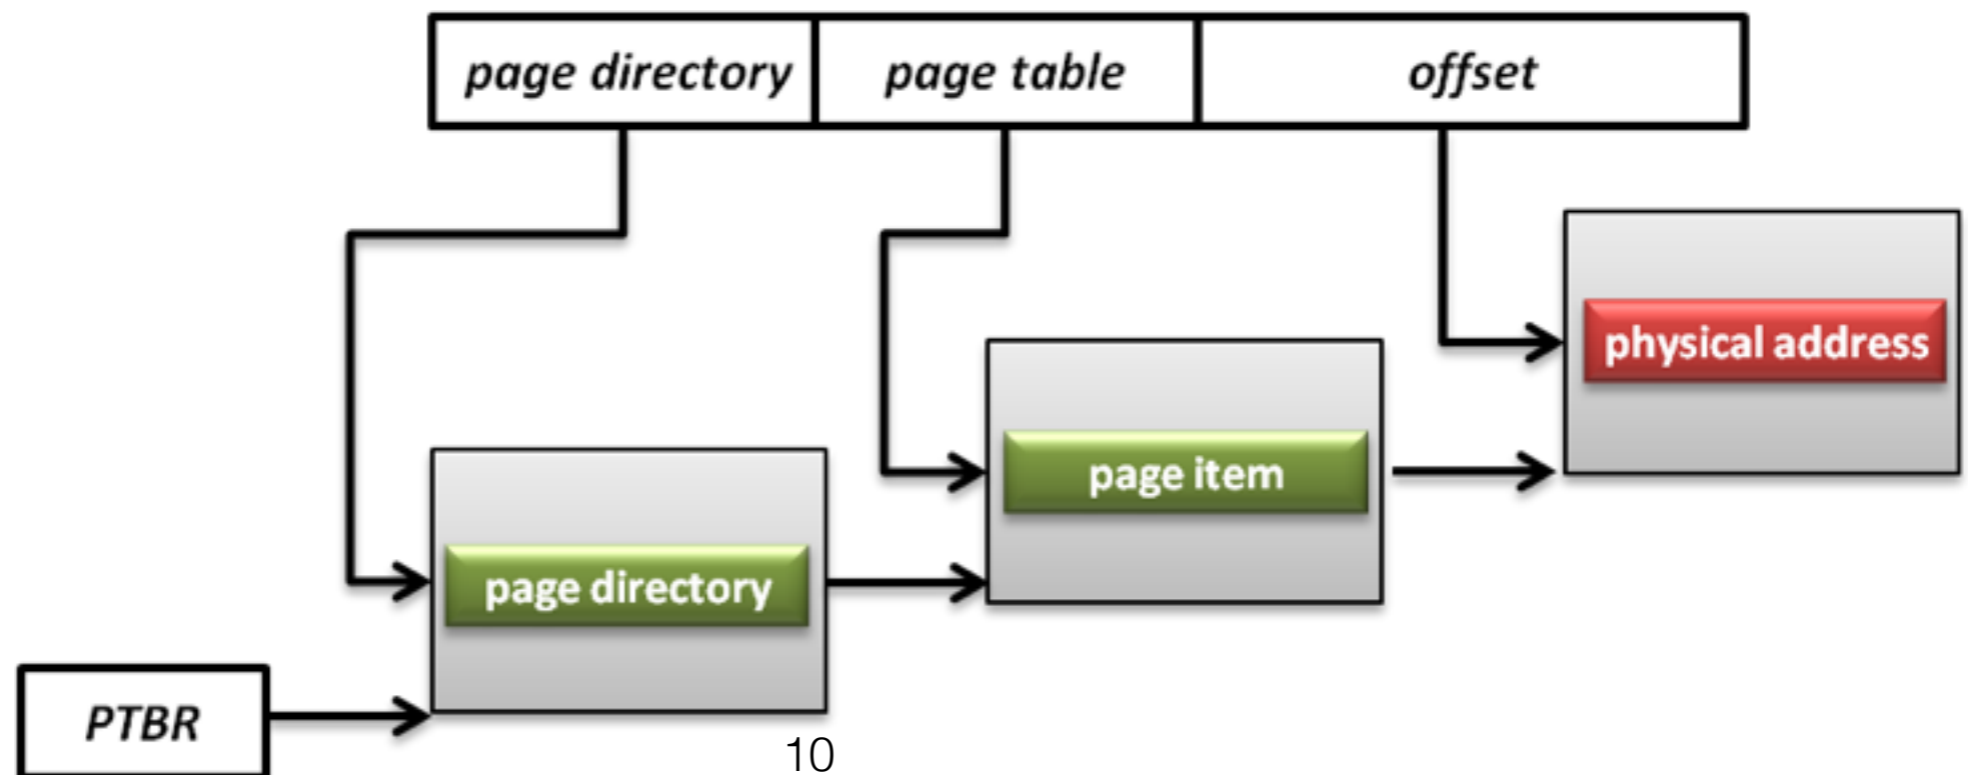 page directory page table offset
physical address
page item
page directory
PTBR
10